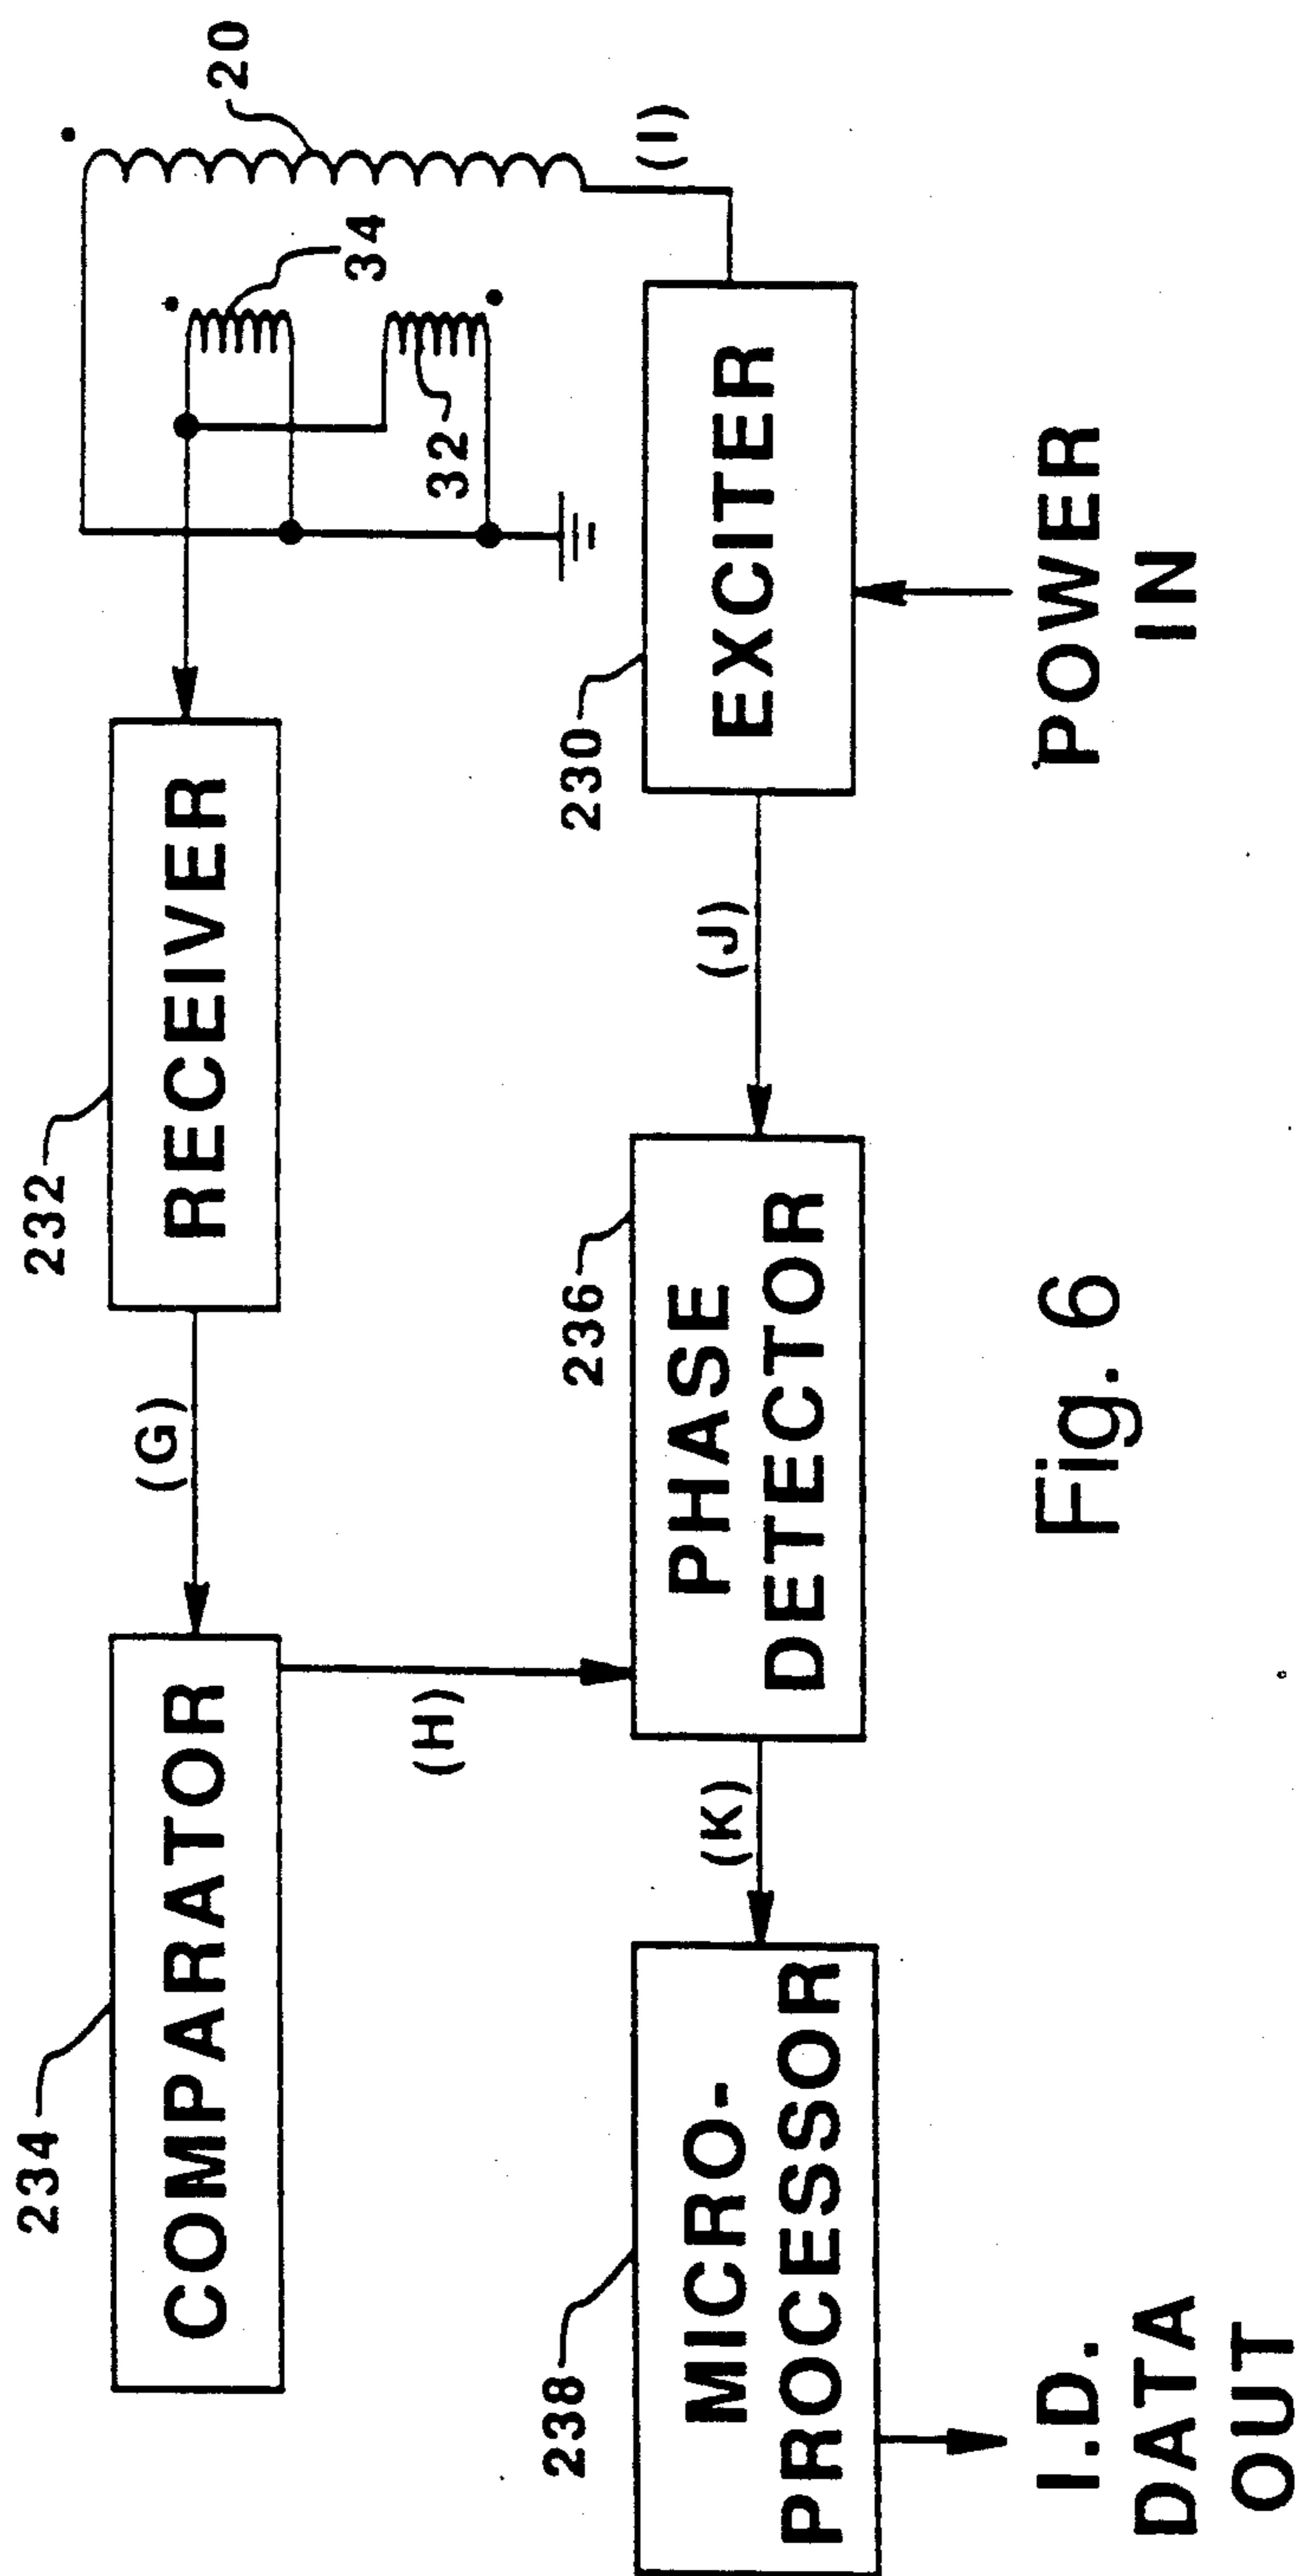 20
34
32
(I)
232
RECEIVER
230
EXCITER
(G)
(J)
POWER
IN
234
COMPARATOR
(H)
236
PHASE
DETECTOR
(K)
238
MICRO-
PROCESSOR
I.D.
DATA
OUT
Fig. 6